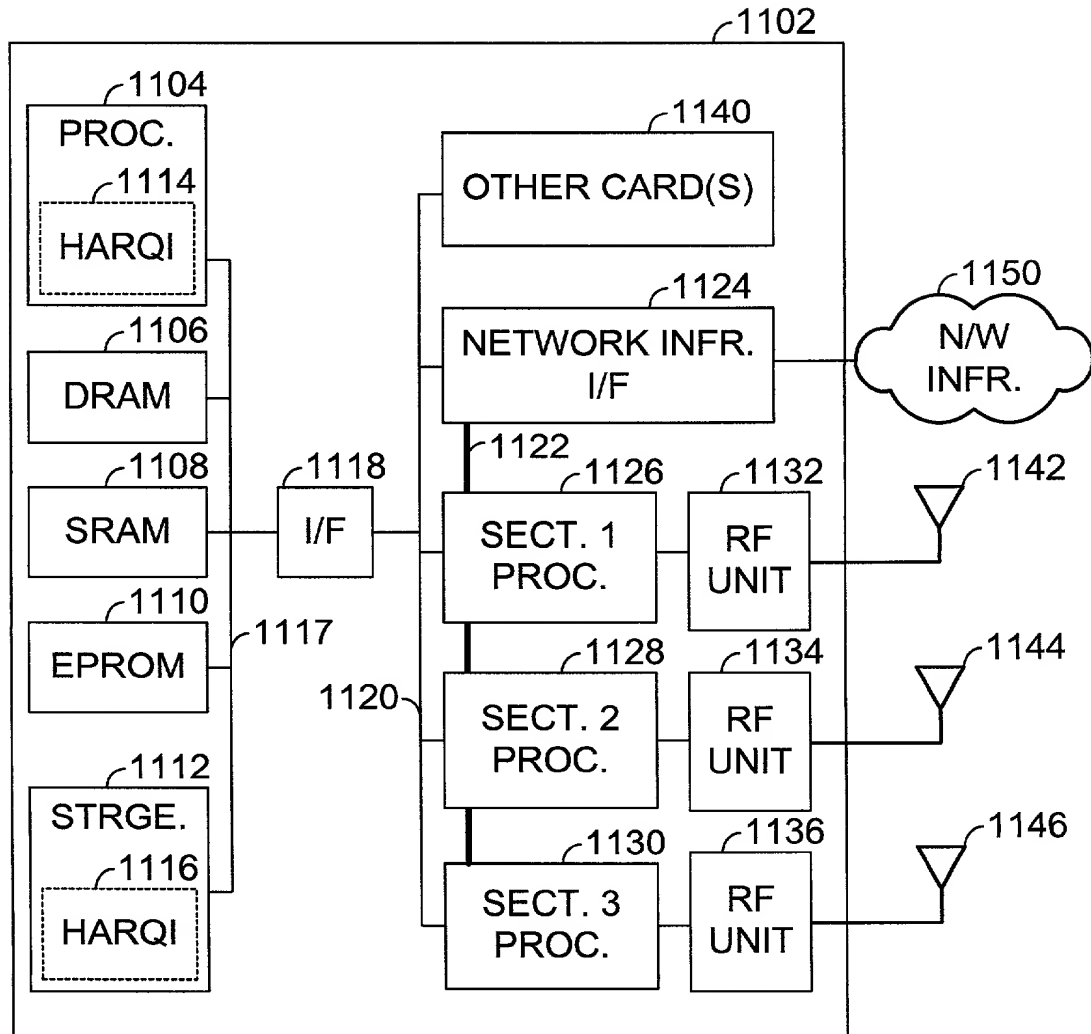 1102
1104
PROC.
1114
HARQI
1106
DRAM
1108
SRAM
1110
EPROM
1117
1112
STRGE.
1116
HARQI
1118
I/F
1120
1140
OTHER CARD(S)
1124
NETWORK INFR.
I/F
1150
N/W
INFR.
1122
1126
SECT. 1
PROC.
1132
RF
UNIT
1142
1128
SECT. 2
PROC.
1134
RF
UNIT
1144
1130
SECT. 3
PROC.
1136
RF
UNIT
1146